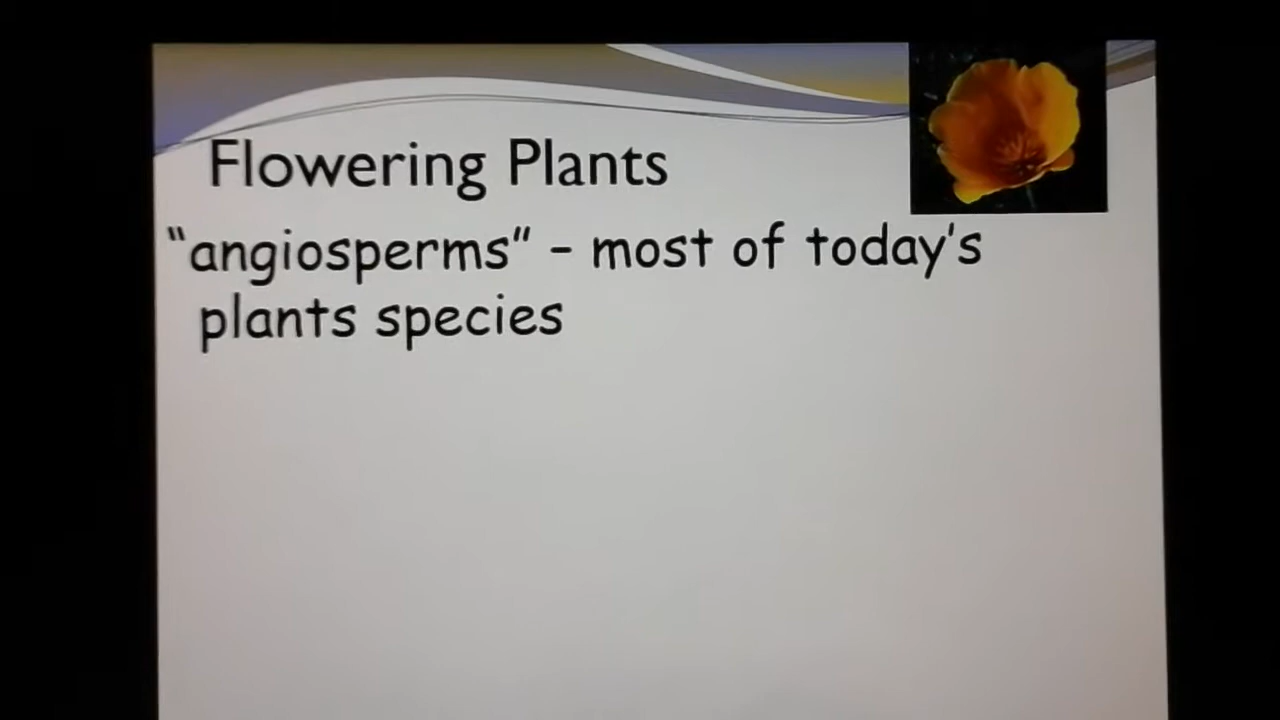 Flowering Plants
“angiosperms” – most of today’s
plants species